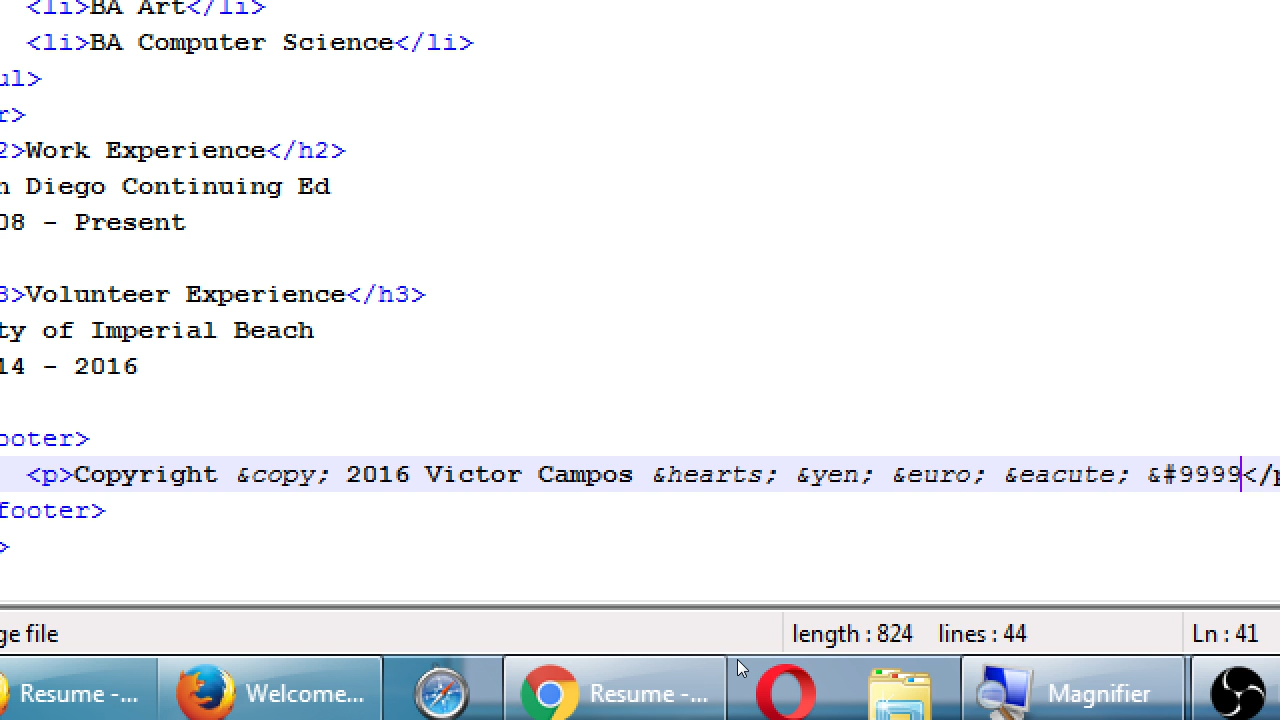 <li>BA Art</li>
<li>BA Computer Science</li>
ul>
r>
2>Work Experience</h2>
n Diego Continuing Ed
08 - Present
3>Volunteer Experience</h3>
ty of Imperial Beach
14 - 2016
ooter>
<p>Copyright &copy; 2016 Victor Campos &hearts; &yen; &euro; &eacute; &#9999</p
footer>
>
ge file length : 824 lines : 44 Ln : 41
Resume -... Welcome... Resume -... Magnifier